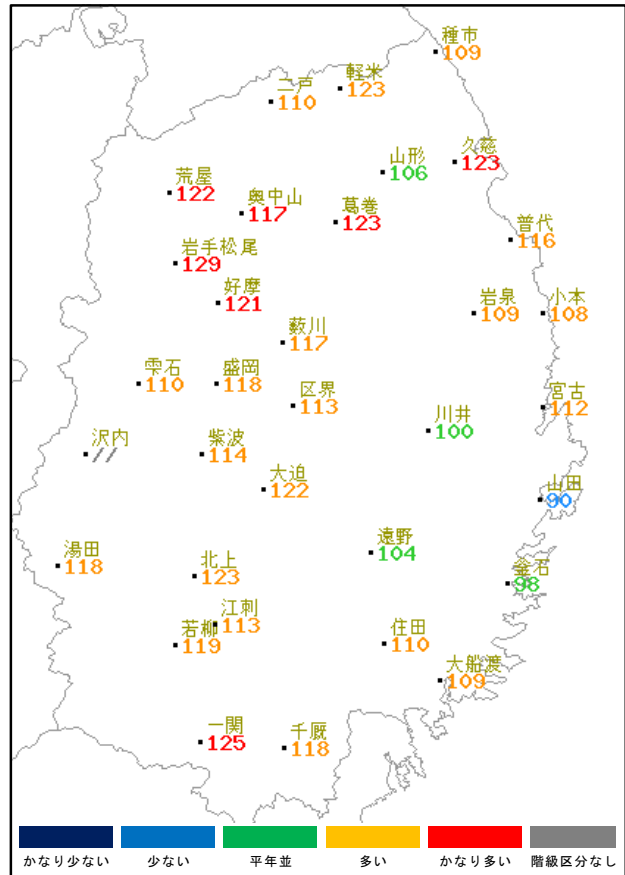 種市
109
軽米
123
二戸
110
久慈
123
山形
106
荒屋
122
奥中山
117
葛巻
123
普代
116
岩手松尾
129
好摩
121
岩泉
109
小本
108
薮川
117
雫石
110
盛岡
118
区界
113
宮古
112
川井
100
沢内
//
紫波
114
大迫
122
山田
90
湯田
118
北上
123
遠野
104
釜石
98
江刺
113
若柳
119
住田
110
大船渡
109
一関
125
千厩
118
かなり少ない
少ない
平年並
多い
かなり多い
階級区分なし